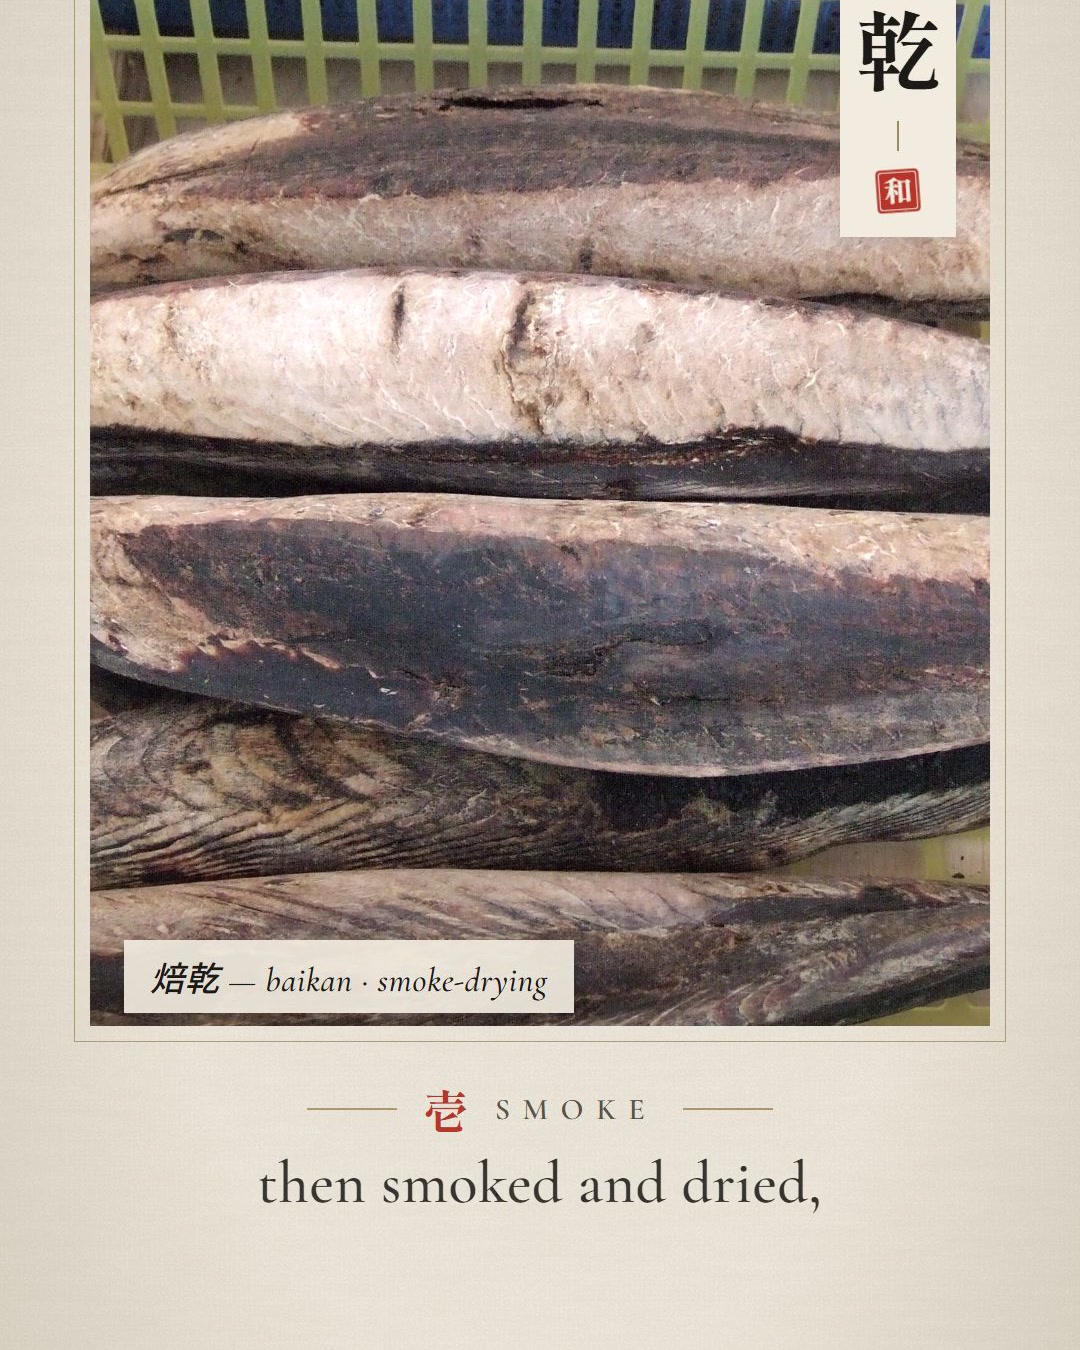 乾
和
焙乾 — baikan · smoke-drying
壱 SMOKE
then smoked and dried,